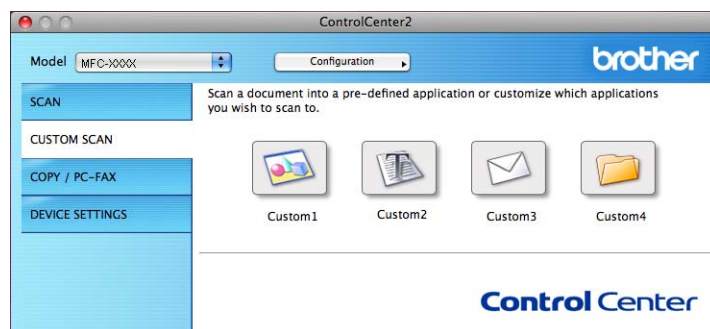 ControlCenter2
Model MFC-XXXX Configuration
brother
SCAN
CUSTOM SCAN
COPY / PC-FAX
DEVICE SETTINGS
Scan a document into a pre-defined application or customize which applications
you wish to scan to.
Custom1 Custom2 Custom3 Custom4
Control Center